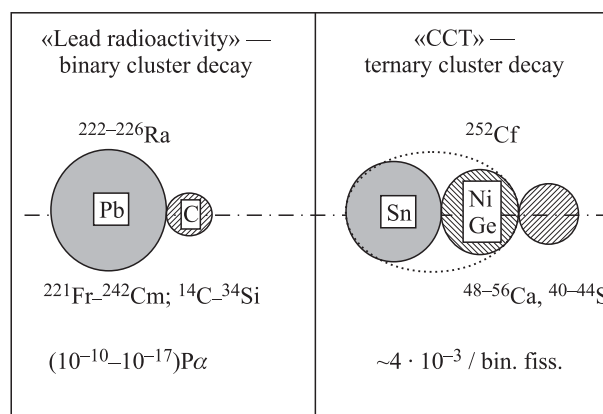 «Lead radioactivity» —
binary cluster decay
²²²⁻²²⁶Ra
Pb
C
²²¹Fr–²⁴²Cm; ¹⁴C–³⁴Si
(10⁻¹⁰–10⁻¹⁷)Pα
«CCT» —
ternary cluster decay
²⁵²Cf
Sn
Ni
Ge
⁴⁸⁻⁵⁶Ca, ⁴⁰⁻⁴⁴S
~4 · 10⁻³ / bin. fiss.